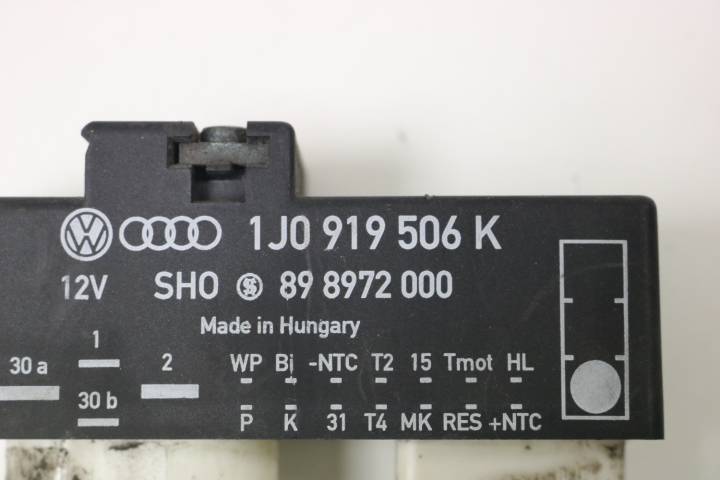 1J0 919 506 K
12V SHO 89 8972 000
Made in Hungary
1
30 a 2
30 b
WP Bj -NTC T2 15 Tmot HL
P K 31 T4 MK RES +NTC